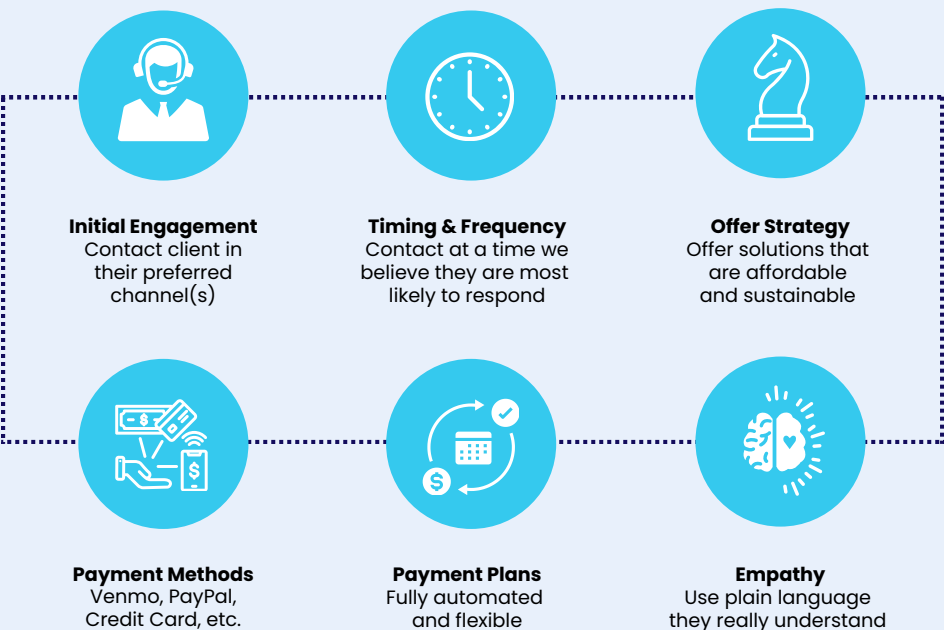 Initial Engagement
Contact client in
their preferred
channel(s)
Timing & Frequency
Contact at a time we
believe they are most
likely to respond
Offer Strategy
Offer solutions that
are affordable
and sustainable
$
$
Payment Methods
Venmo, PayPal,
Credit Card, etc.
$
Payment Plans
Fully automated
and flexible
Empathy
Use plain language
they really understand